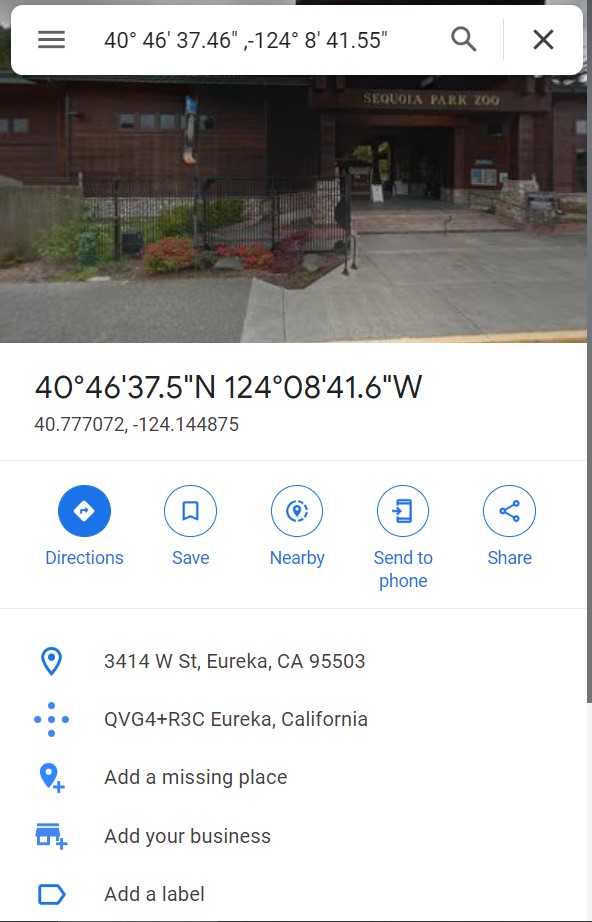 40° 46' 37.46" ,-124° 8' 41.55"
SEQUOIA PARK ZOO
40°46'37.5"N 124°08'41.6"W
40.777072, -124.144875
Directions
Save
Nearby
Send to
phone
Share
3414 W St, Eureka, CA 95503
QVG4+R3C Eureka, California
Add a missing place
Add your business
Add a label